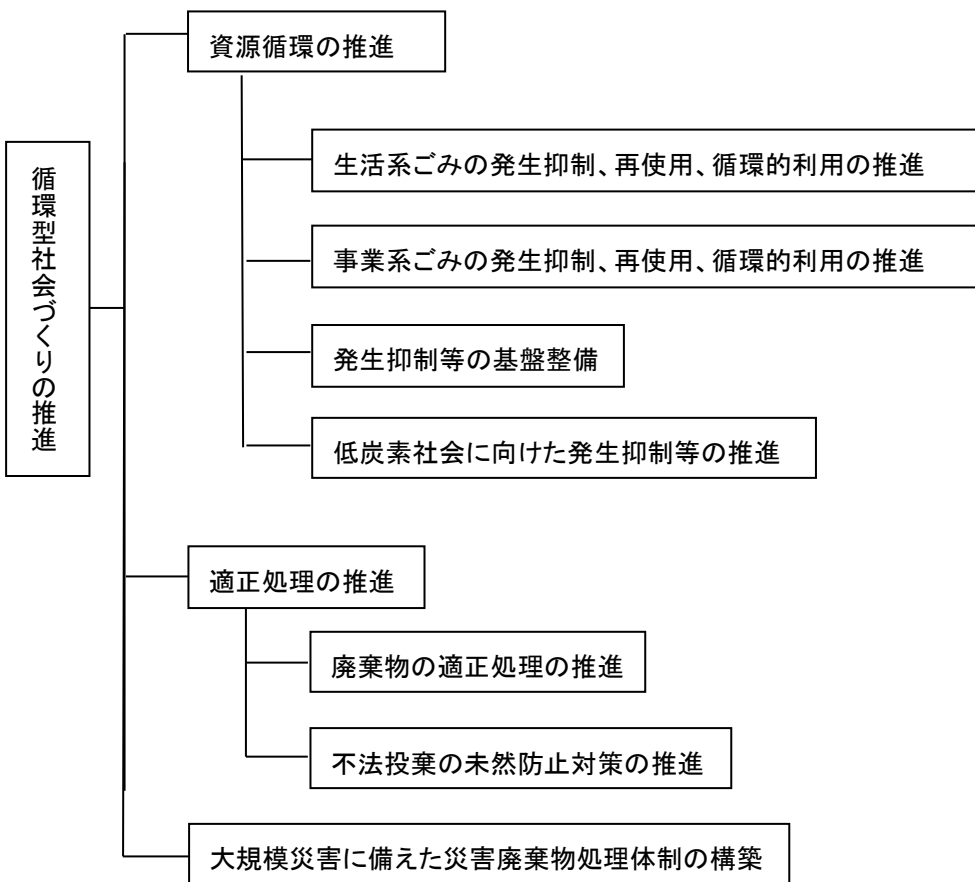 資源循環の推進
生活系ごみの発生抑制、再使用、循環的利用の推進
事業系ごみの発生抑制、再使用、循環的利用の推進
循環型社会づくりの推進
発生抑制等の基盤整備
低炭素社会に向けた発生抑制等の推進
適正処理の推進
廃棄物の適正処理の推進
不法投棄の未然防止対策の推進
大規模災害に備えた災害廃棄物処理体制の構築